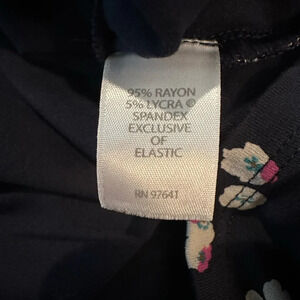 95% RAYON
5% LYCRA ®
SPANDEX
EXCLUSIVE
OF
ELASTIC
RN 97641